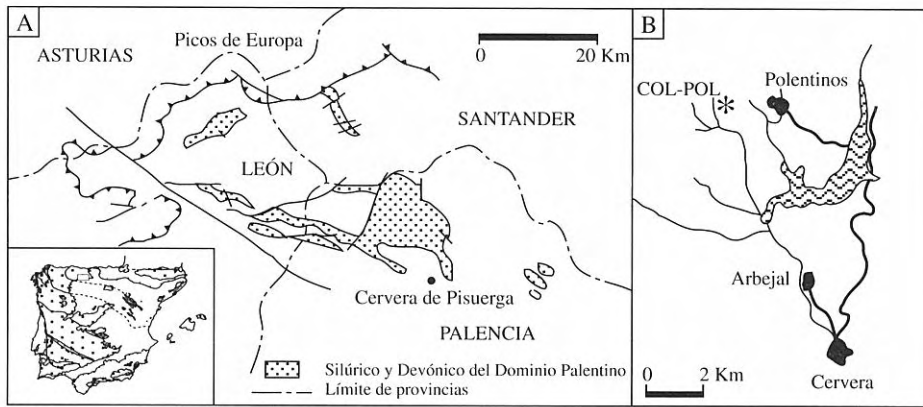 A
ASTURIAS
Picos de Europa
0 20 Km
SANTANDER
LEÓN
Cervera de Pisuerga
PALENCIA
Silúrico y Devónico del Dominio Palentino
Límite de provincias
B
COL-POL
*
Polentinos
Arbejal
Cervera
0 2 Km